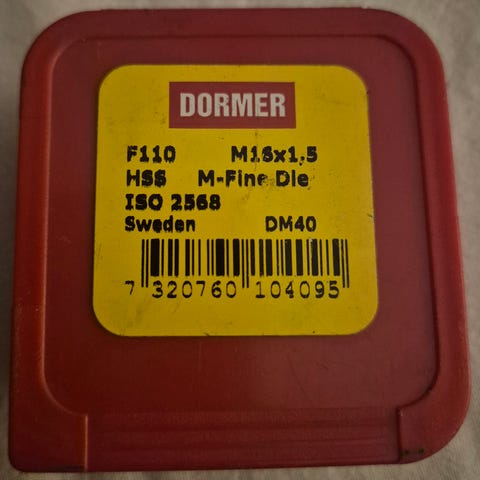 DORMER
F110 M16x1.5
HSS M-Fine Die
ISO 2568
Sweden DM40
7 320760 104095